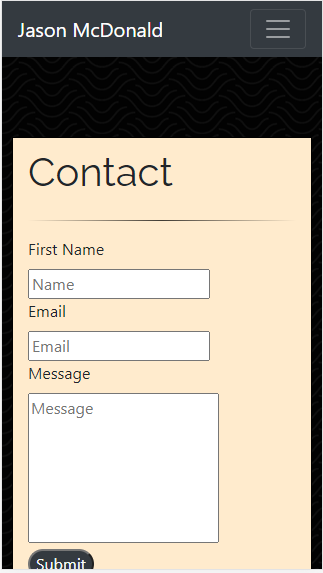 Jason McDonald
Contact
First Name
Name
Email
Email
Message
Message
Submit